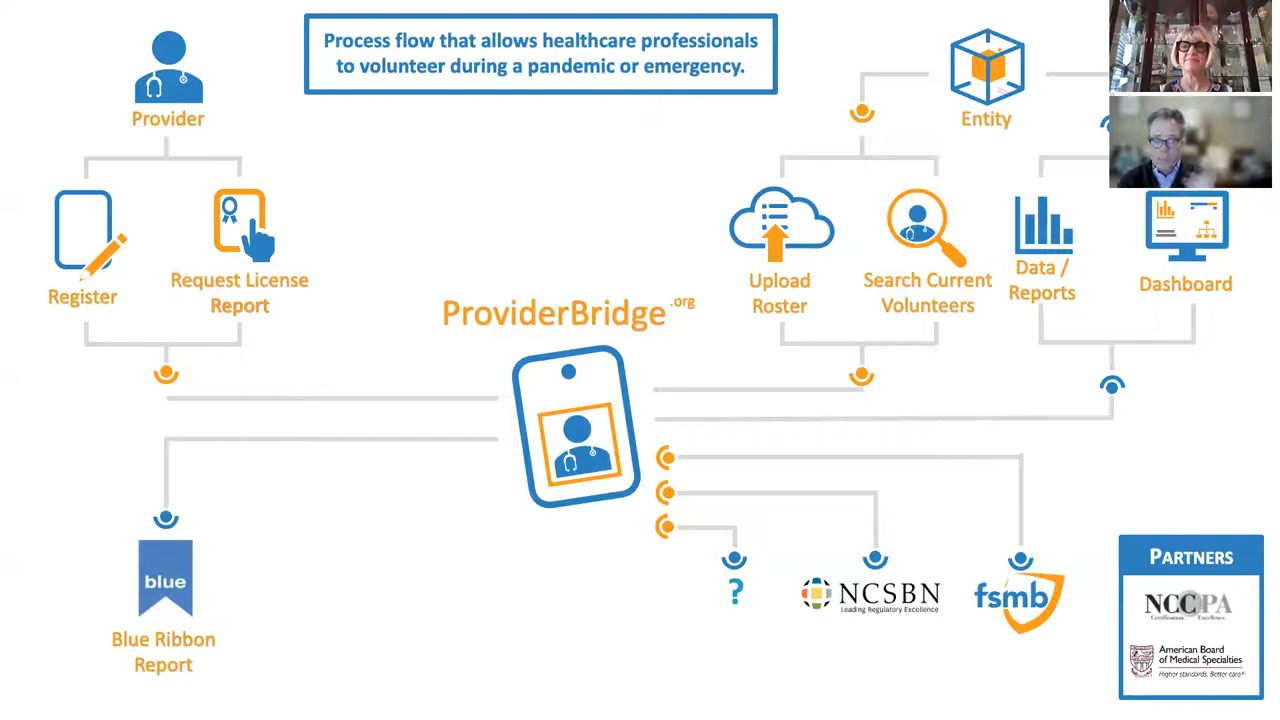 Process flow that allows healthcare professionals
to volunteer during a pandemic or emergency.
Provider
Entity
Register
Request License
Report
Upload
Roster
Search Current
Volunteers
Data /
Reports
Dashboard
ProviderBridge.org
blue
Blue Ribbon
Report
?
NCSBN
Leading Regulatory Excellence
fsmb
PARTNERS
NCCPA
Certification. Excellence.
American Board
of Medical Specialties
Higher standards. Better care.®